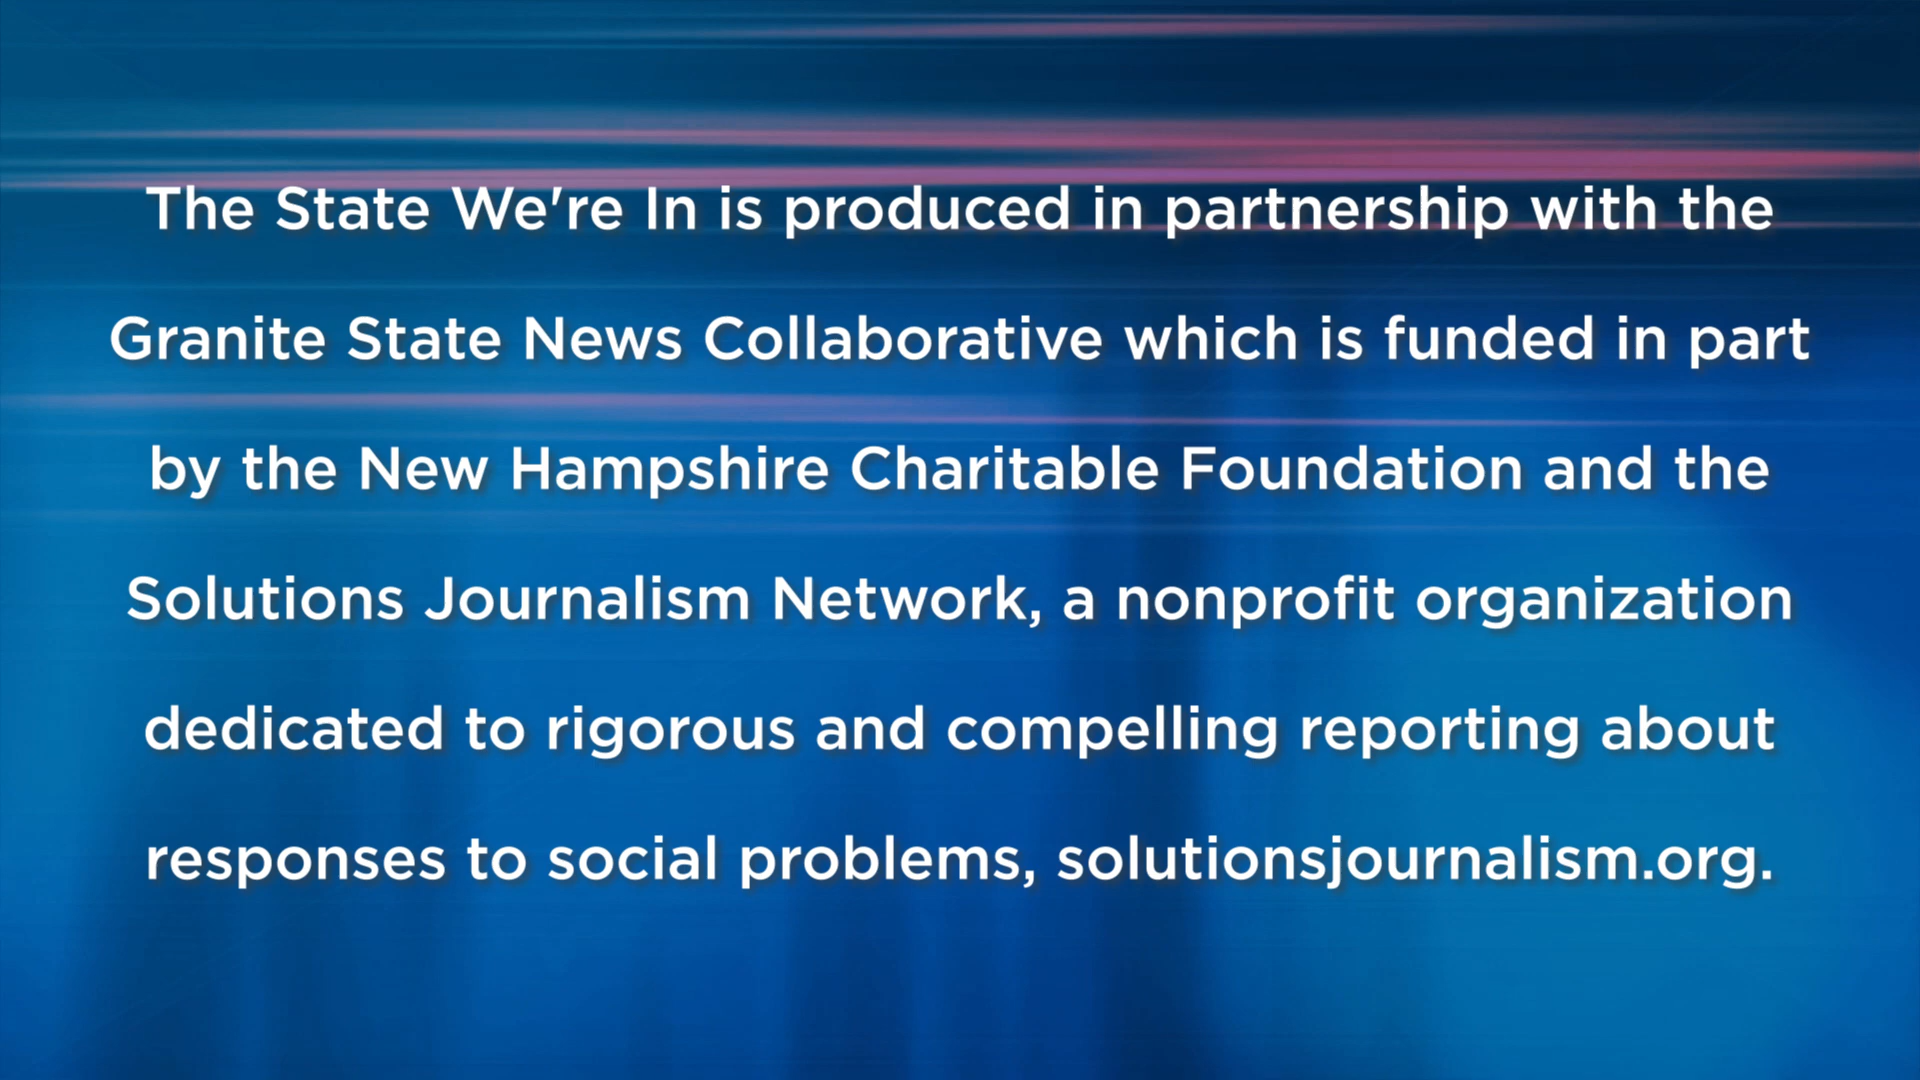 The State We're In is produced in partnership with the
Granite State News Collaborative which is funded in part
by the New Hampshire Charitable Foundation and the
Solutions Journalism Network, a nonprofit organization
dedicated to rigorous and compelling reporting about
responses to social problems, solutionsjournalism.org.